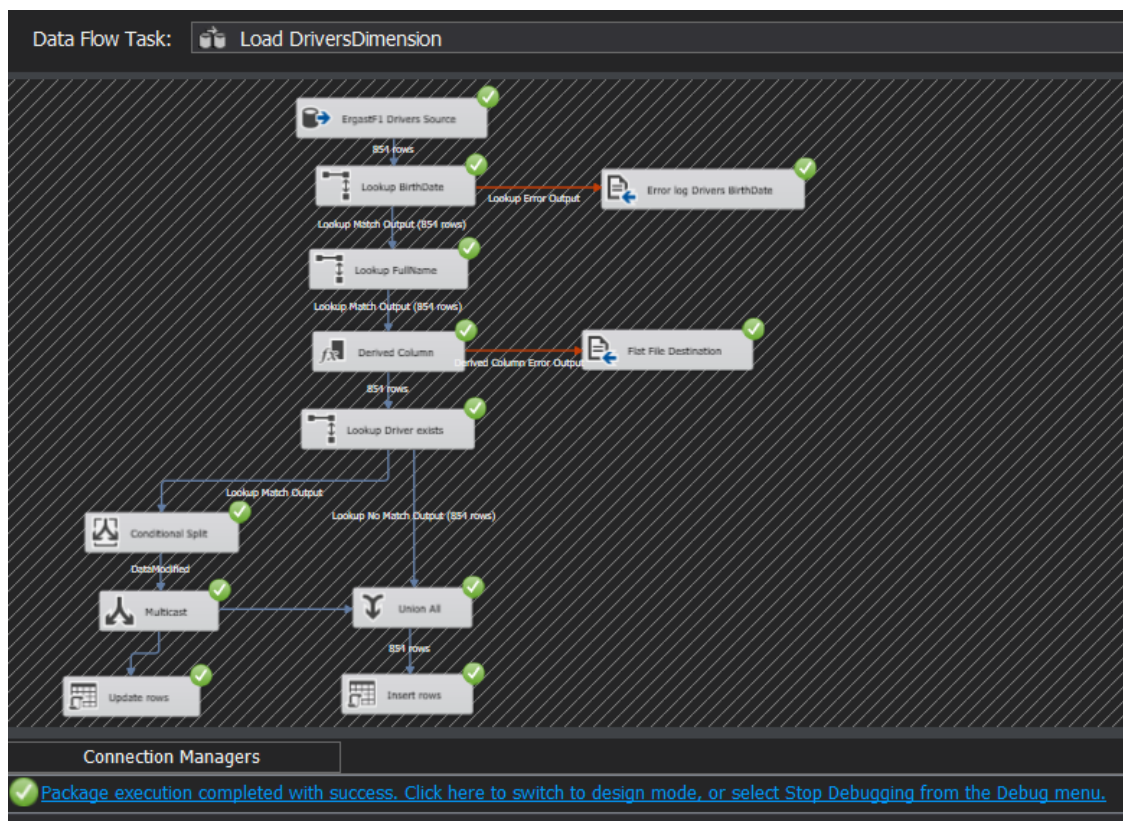 Data Flow Task: Load DriversDimension
ErgastF1 Drivers Source
854 rows
Lookup BirthDate
Lookup Error Output
Error log Drivers BirthDate
Lookup Match Output (854 rows)
Lookup FullName
Lookup Match Output (854 rows)
Derived Column
Derived Column Error Output
Flat File Destination
854 rows
Lookup Driver exists
Lookup Match Output
Lookup No Match Output (854 rows)
Conditional Split
DataModified
Multicast
Union All
854 rows
Update rows
Insert rows
Connection Managers
Package execution completed with success. Click here to switch to design mode, or select Stop Debugging from the Debug menu.